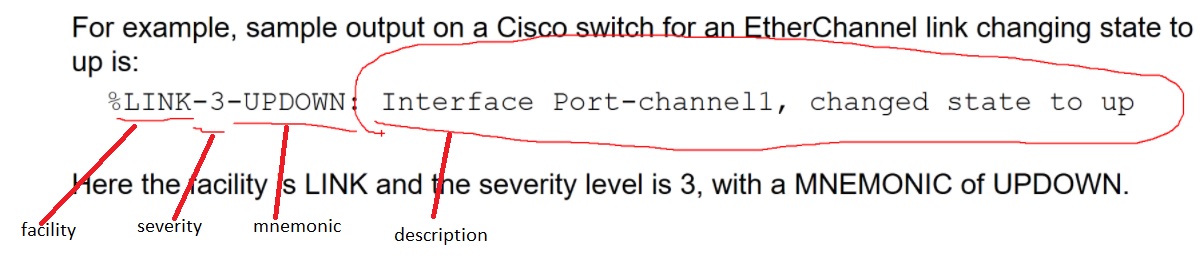 For example, sample output on a Cisco switch for an EtherChannel link changing state to
up is:
%LINK-3-UPDOWN: Interface Port-channel1, changed state to up
Here the facility is LINK and the severity level is 3, with a MNEMONIC of UPDOWN.
facility severity mnemonic description